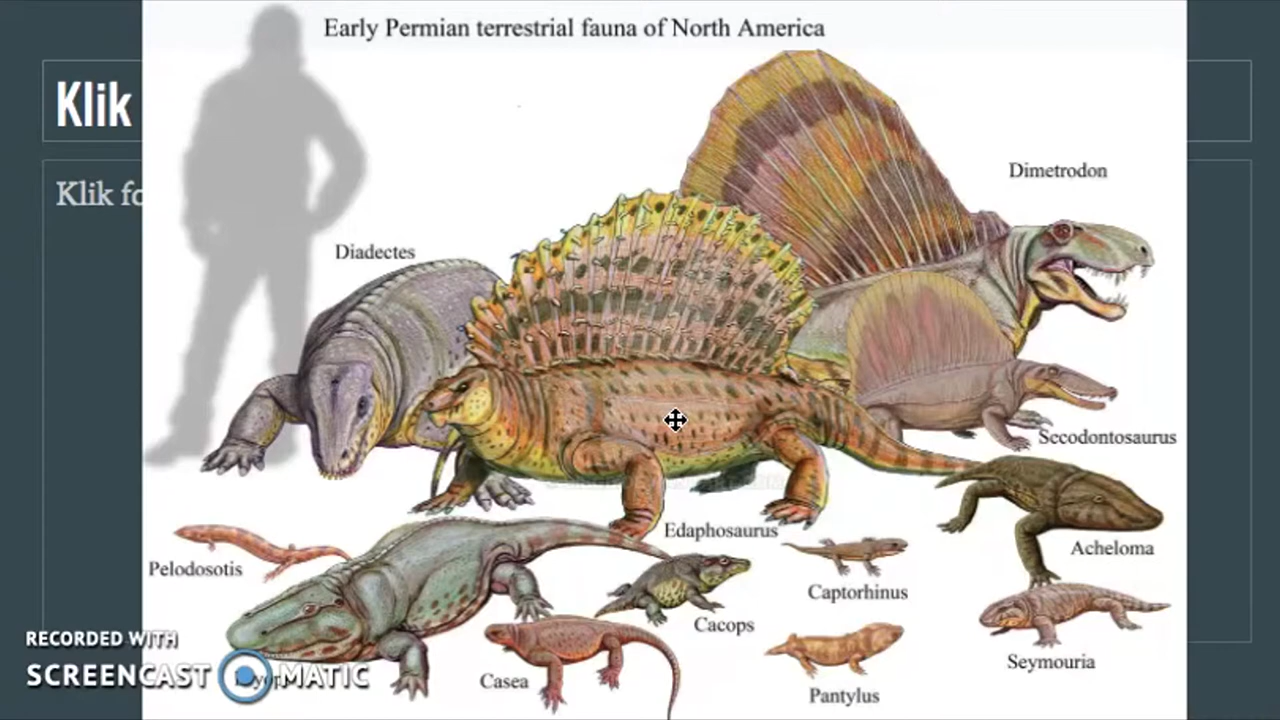 Early Permian terrestrial fauna of North America
Klik
Klik fo
Dimetrodon
Diadectes
Secodontosaurus
Edaphosaurus
Acheloma
Pelodosotis
Captorhinus
Cacops
Seymouria
Casea
Pantylus
RECORDED WITH
SCREENCAST MATIC